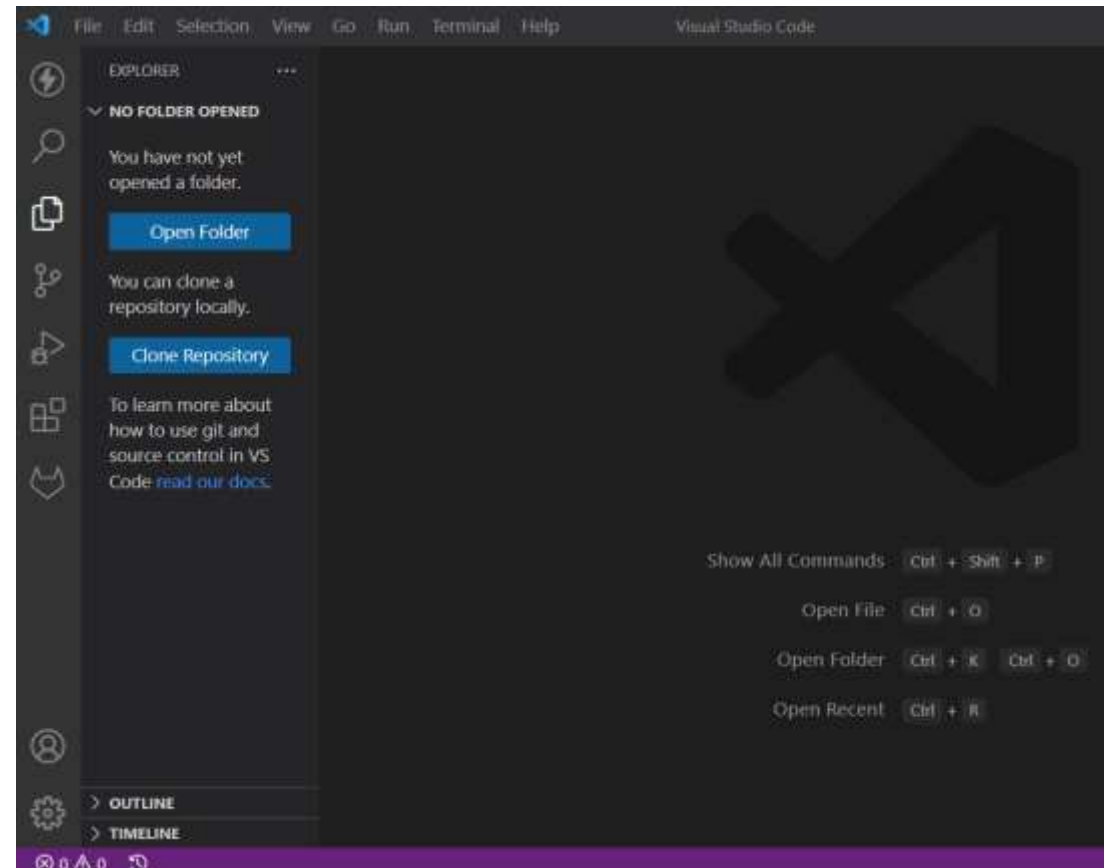 File Edit Selection View Go Run Terminal Help Visual Studio Code
EXPLORER ...
NO FOLDER OPENED
You have not yet
opened a folder.
Open Folder
You can clone a
repository locally.
Clone Repository
To learn more about
how to use git and
source control in VS
Code read our docs.
Show All Commands Ctrl + Shift + P
Open File Ctrl + O
Open Folder Ctrl + K Ctrl + O
Open Recent Ctrl + R
OUTLINE
TIMELINE
0 0